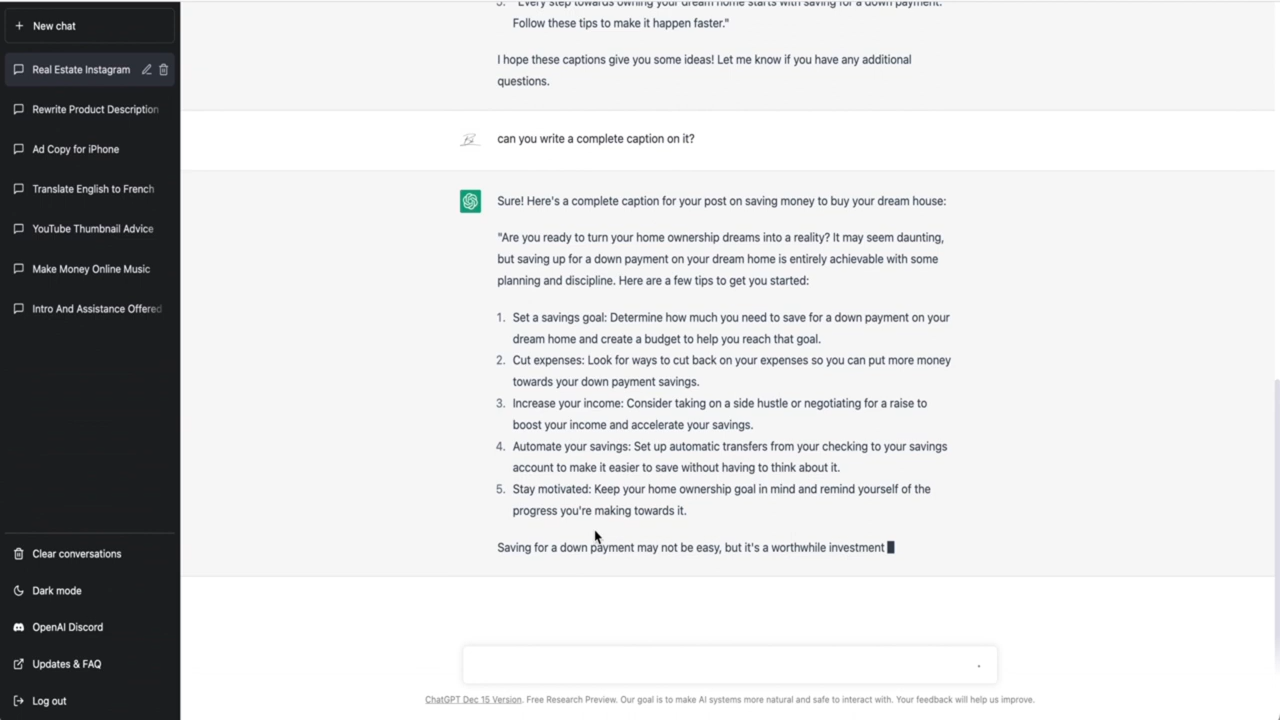 New chat
Real Estate Instagram
Rewrite Product Description
Ad Copy for iPhone
Translate English to French
YouTube Thumbnail Advice
Make Money Online Music
Intro And Assistance Offered
Clear conversations
Dark mode
OpenAI Discord
Updates & FAQ
Log out
"Every step towards owning your dream home starts with saving for a down payment.
Follow these tips to make it happen faster."
I hope these captions give you some ideas! Let me know if you have any additional
questions.
can you write a complete caption on it?
Sure! Here's a complete caption for your post on saving money to buy your dream house:
"Are you ready to turn your home ownership dreams into a reality? It may seem daunting,
but saving up for a down payment on your dream home is entirely achievable with some
planning and discipline. Here are a few tips to get you started:
1. Set a savings goal: Determine how much you need to save for a down payment on your
dream home and create a budget to help you reach that goal.
2. Cut expenses: Look for ways to cut back on your expenses so you can put more money
towards your down payment savings.
3. Increase your income: Consider taking on a side hustle or negotiating for a raise to
boost your income and accelerate your savings.
4. Automate your savings: Set up automatic transfers from your checking to your savings
account to make it easier to save without having to think about it.
5. Stay motivated: Keep your home ownership goal in mind and remind yourself of the
progress you're making towards it.
Saving for a down payment may not be easy, but it's a worthwhile investment
ChatGPT Dec 15 Version. Free Research Preview. Our goal is to make AI systems more natural and safe to interact with. Your feedback will help us improve.